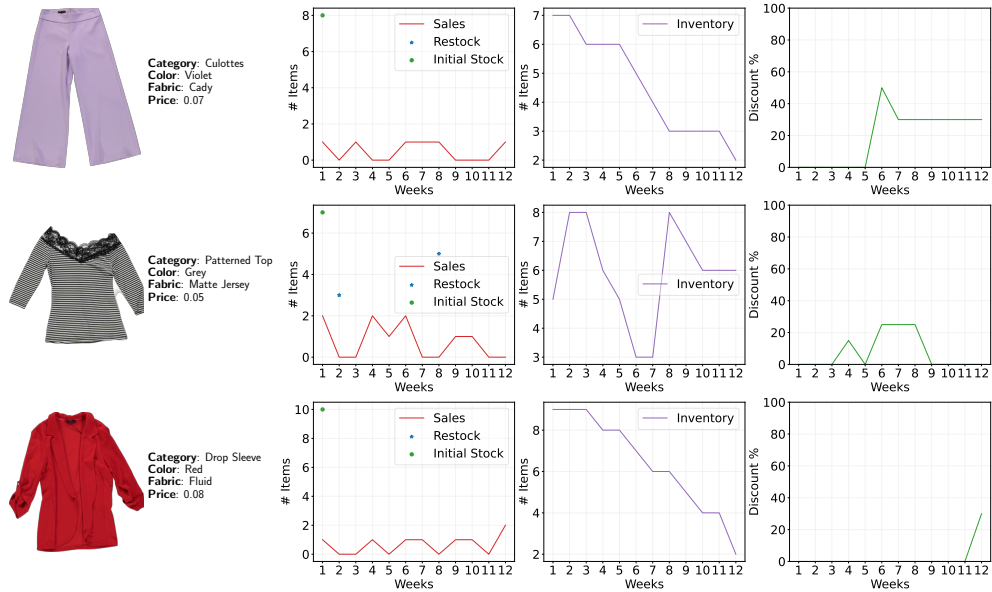 Category: Culottes
Color: Violet
Fabric: Cady
Price: 0.07
# Items
8
6
4
2
0
Sales
Restock
Initial Stock
1 2 3 4 5 6 7 8 9 10 11 12
Weeks
# Items
7
6
5
4
3
2
Inventory
1 2 3 4 5 6 7 8 9 10 11 12
Weeks
Discount %
100
80
60
40
20
0
1 2 3 4 5 6 7 8 9 10 11 12
Weeks
Category: Patterned Top
Color: Grey
Fabric: Matte Jersey
Price: 0.05
# Items
6
4
2
0
Sales
Restock
Initial Stock
1 2 3 4 5 6 7 8 9 10 11 12
Weeks
# Items
8
7
6
5
4
3
Inventory
1 2 3 4 5 6 7 8 9 10 11 12
Weeks
Discount %
100
80
60
40
20
0
1 2 3 4 5 6 7 8 9 10 11 12
Weeks
Category: Drop Sleeve
Color: Red
Fabric: Fluid
Price: 0.08
# Items
10
8
6
4
2
0
Sales
Restock
Initial Stock
1 2 3 4 5 6 7 8 9 10 11 12
Weeks
# Items
8
6
4
2
Inventory
1 2 3 4 5 6 7 8 9 10 11 12
Weeks
Discount %
100
80
60
40
20
0
1 2 3 4 5 6 7 8 9 10 11 12
Weeks